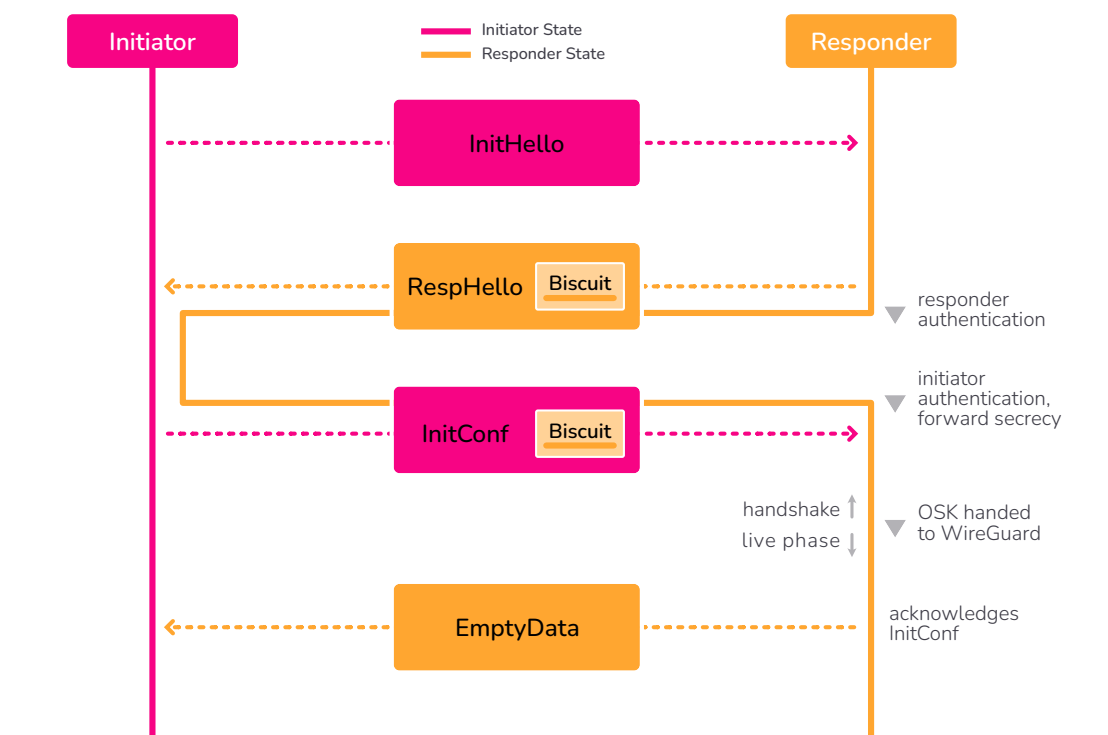 Initiator
Initiator State
Responder State
Responder
InitHello
RespHello
Biscuit
responder
authentication
initiator
authentication,
forward secrecy
InitConf
Biscuit
handshake
live phase
OSK handed
to WireGuard
EmptyData
acknowledges
InitConf